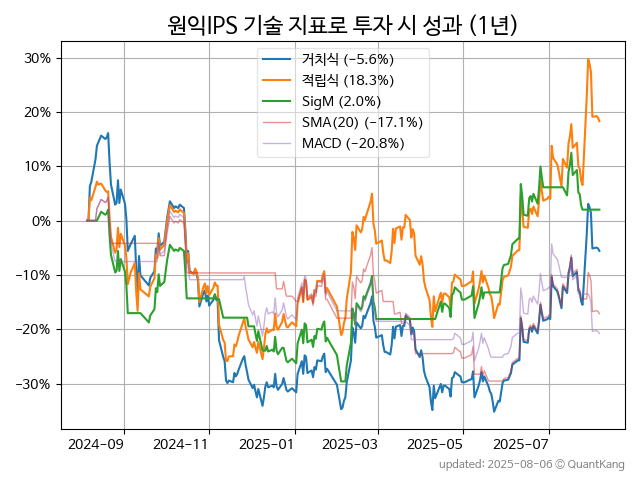 원익IPS 기술 지표로 투자 시 성과 (1년)
거치식 (−5.6%)
적립식 (18.3%)
SigM (2.0%)
SMA(20) (−17.1%)
MACD (−20.8%)
30%
20%
10%
0%
−10%
−20%
−30%
2024−09 2024−11 2025−01 2025−03 2025−05 2025−07
updated: 2025-08-06 © QuantKang